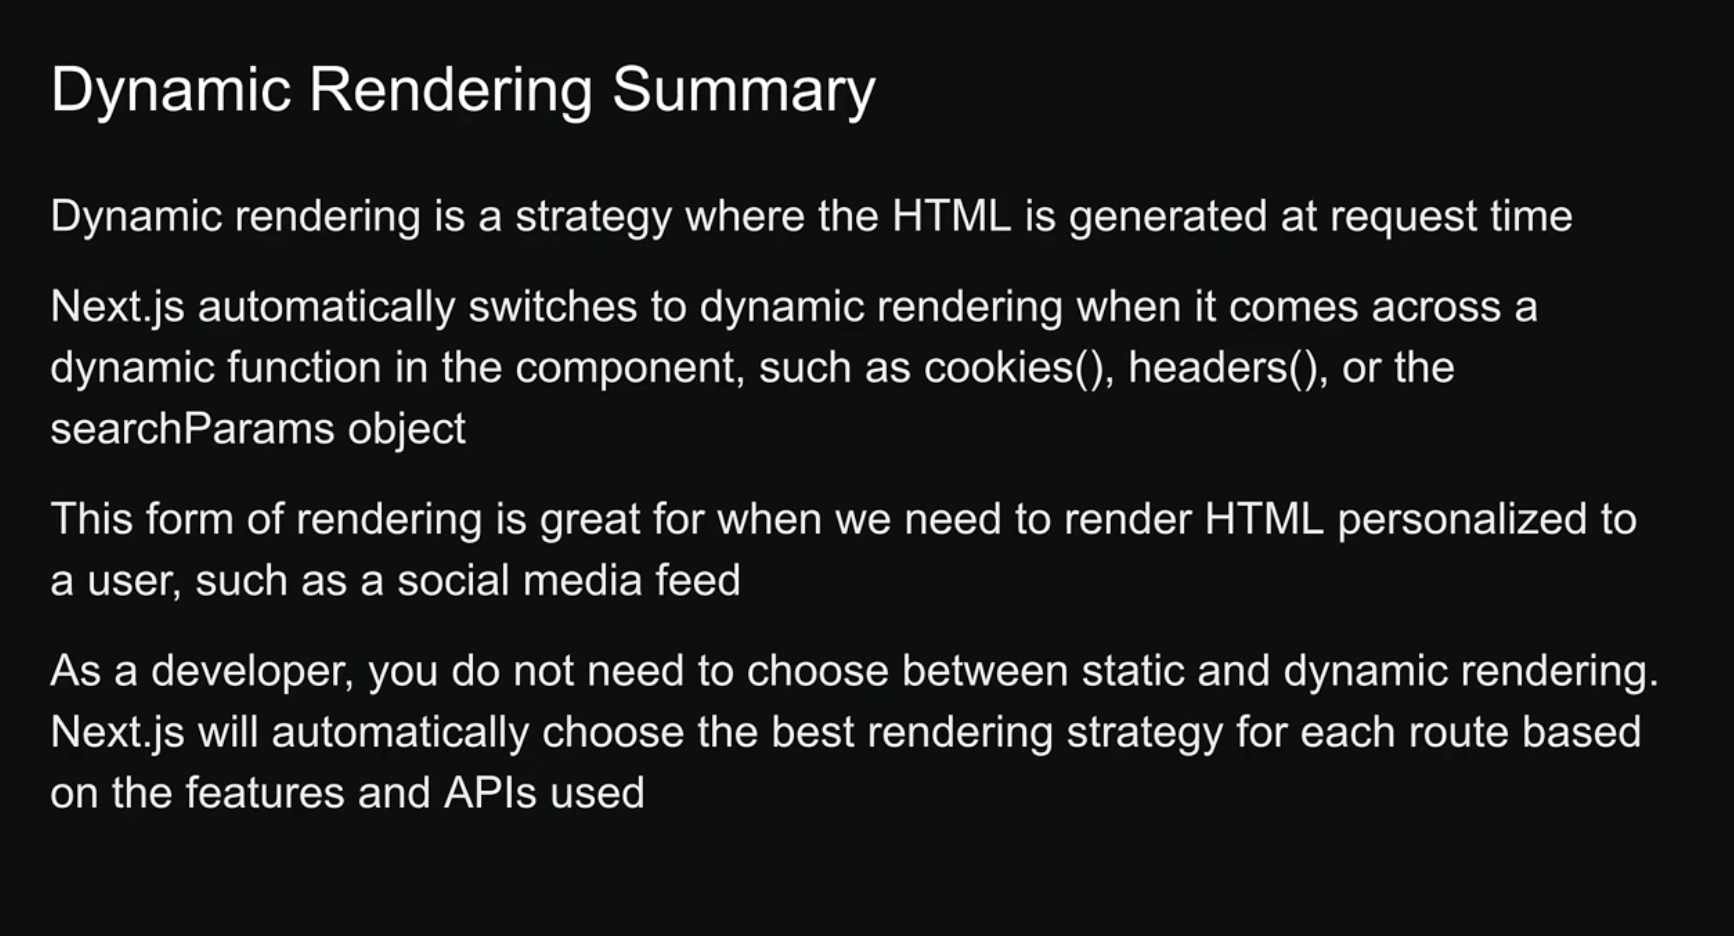 Dynamic Rendering Summary
Dynamic rendering is a strategy where the HTML is generated at request time
Next.js automatically switches to dynamic rendering when it comes across a
dynamic function in the component, such as cookies(), headers(), or the
searchParams object
This form of rendering is great for when we need to render HTML personalized to
a user, such as a social media feed
As a developer, you do not need to choose between static and dynamic rendering.
Next.js will automatically choose the best rendering strategy for each route based
on the features and APIs used